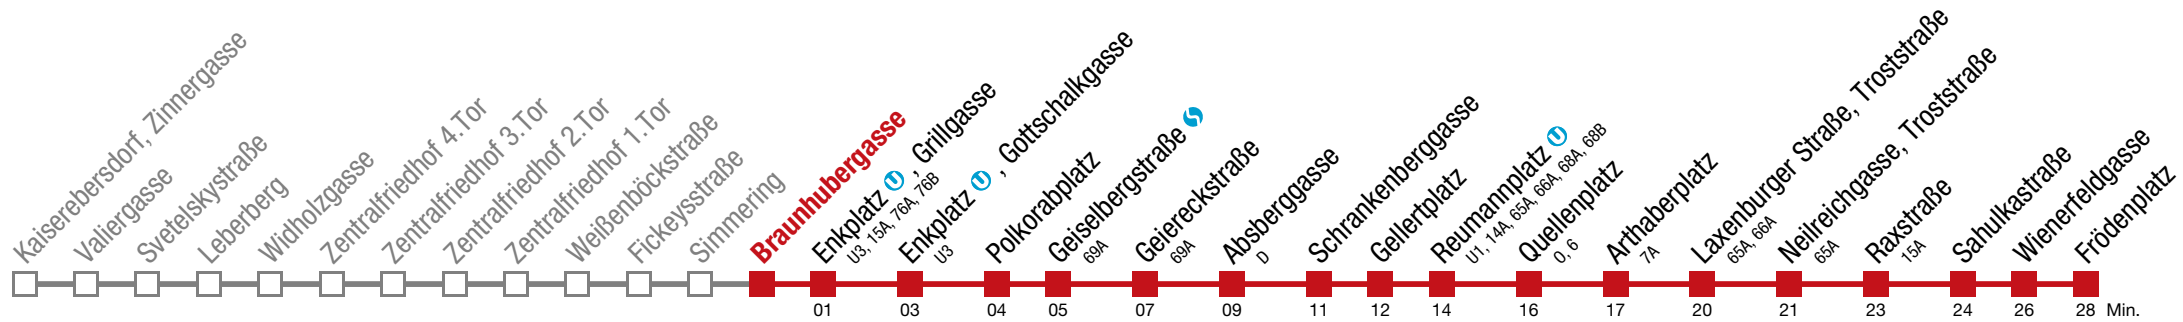 Kaiserebersdorf, Zinnergasse
Valiergasse
Svetelskystraße
Leberberg
Widholzgasse
Zentralfriedhof 4.Tor
Zentralfriedhof 3.Tor
Zentralfriedhof 2.Tor
Zentralfriedhof 1.Tor
Weißenböckstraße
Fickeysstraße
Simmering
Braunhubergasse
Enkplatz U, Grillgasse
U3, 15A, 76A, 76B
Enkplatz U, Gottschalkgasse
U3
Polkorabplatz
Geiselbergstraße S
69A
Geiereckstraße
69A
Absberggasse
D
Schrankenberggasse
Gellertplatz
Reumannplatz U
U1, 14A, 65A, 66A, 68A, 68B
Quellenplatz
O, 6
Arthaberplatz
7A
Laxenburger Straße, Troststraße
65A, 66A
Neilreichgasse, Troststraße
65A
Raxstraße
15A
Sahulkastraße
Wienerfeldgasse
Frödenplatz
01 03 04 05 07 09 11 12 14 16 17 20 21 23 24 26 28 Min.